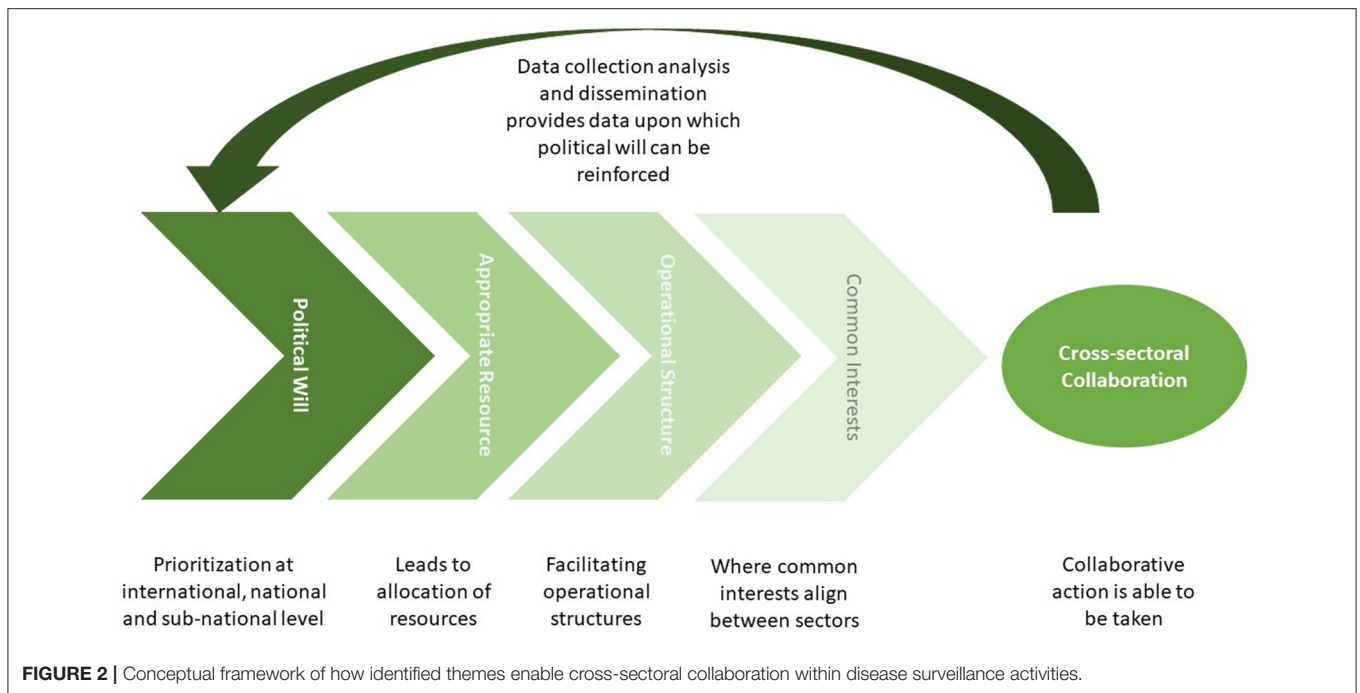 Data collection analysis
and dissemination
provides data upon which
political will can be
reinforced
Political Will
Appropriate Resource
Operational Structure
Common Interests
Cross-sectoral
Collaboration
Prioritization at
international, national
and sub-national level
Leads to
allocation of
resources
Facilitating
operational
structures
Where common
interests align
between sectors
Collaborative
action is able to
be taken
FIGURE 2 | Conceptual framework of how identified themes enable cross-sectoral collaboration within disease surveillance activities.